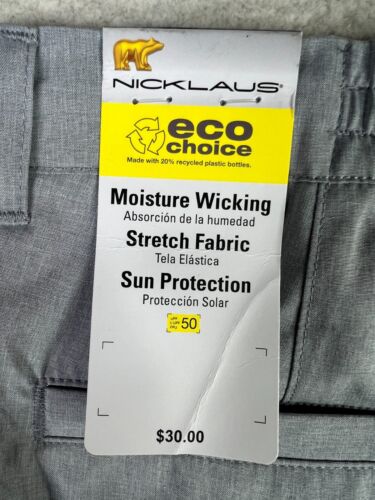 NICKLAUS®
eco
choice
Made with 20% recycled plastic bottles.
Moisture Wicking
Absorción de la humedad
Stretch Fabric
Tela Elástica
Sun Protection
Protección Solar
50
$30.00